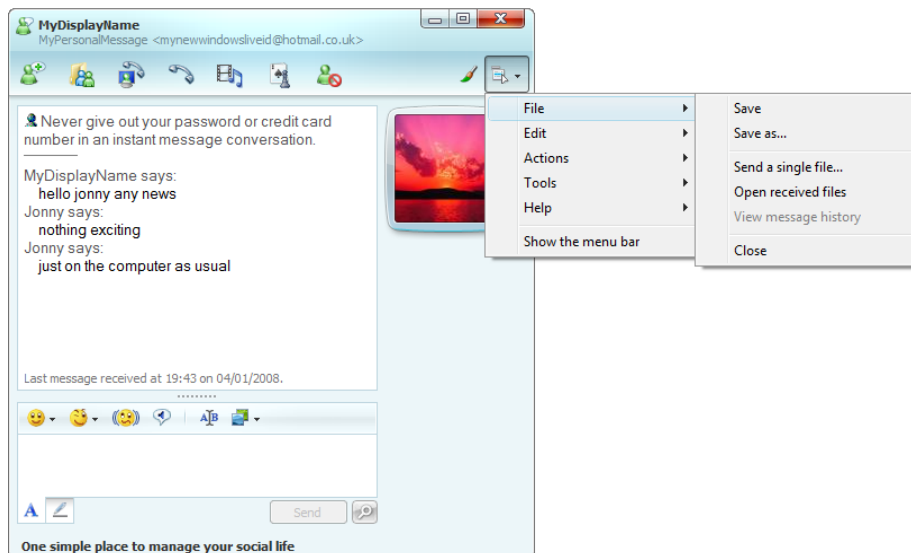 MyDisplayName
MyPersonalMessage <mynewwindowsliveid@hotmail.co.uk>
Never give out your password or credit card
number in an instant message conversation.
MyDisplayName says:
hello jonny any news
Jonny says:
nothing exciting
Jonny says:
just on the computer as usual
Last message received at 19:43 on 04/01/2008.
File
Edit
Actions
Tools
Help
Show the menu bar
Save
Save as...
Send a single file...
Open received files
View message history
Close
A B
A
Send
One simple place to manage your social life